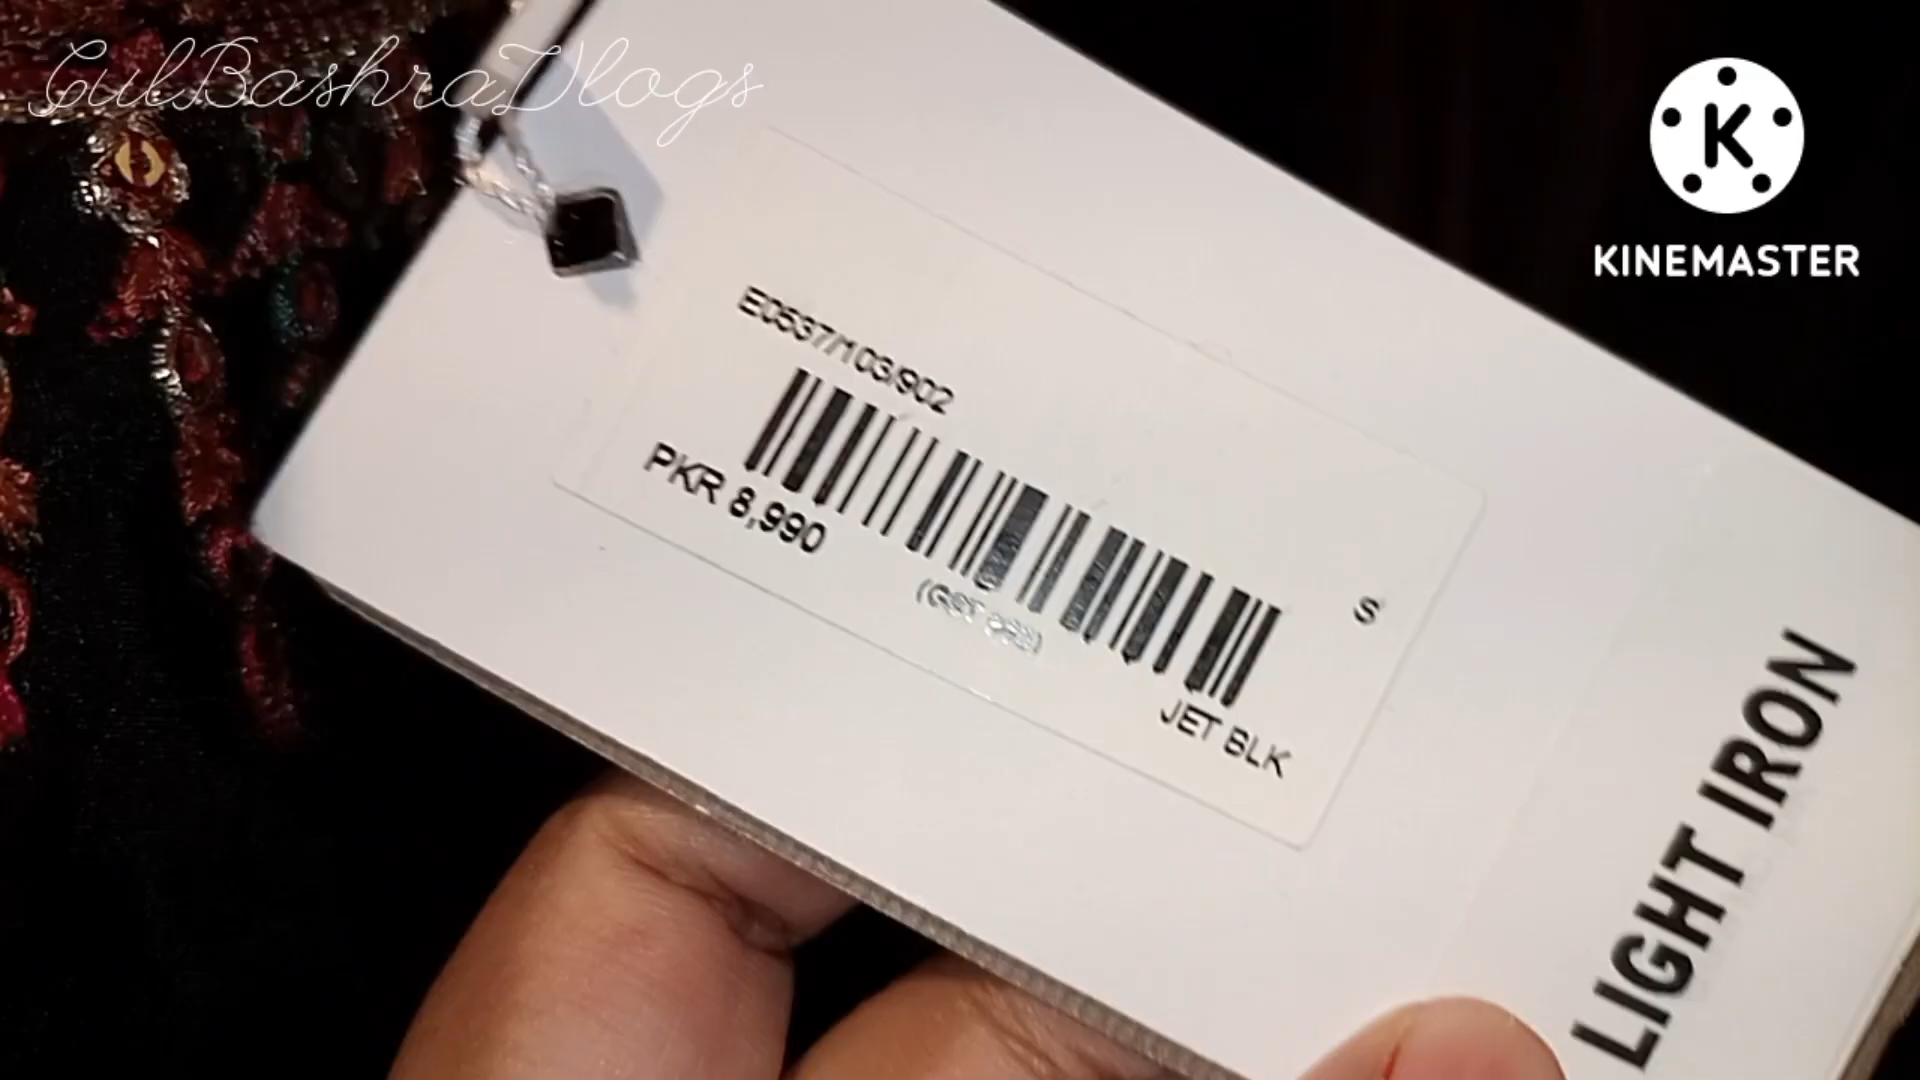 GulBashraVlogs
K
KINEMASTER
E0537/103/902
PKR 8,990
S
JET BLK
LIGHT IRON